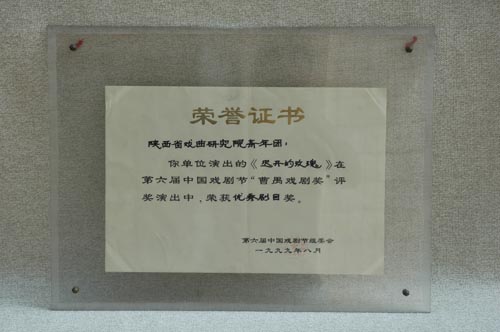 荣誉证书
陕西省戏曲研究院青年团：
你单位演出的《迟开的玫瑰》在
第六届中国戏剧节“曹禺戏剧奖”评
奖演出中，荣获优秀剧目奖。
第六届中国戏剧节组委会
一九九九年八月